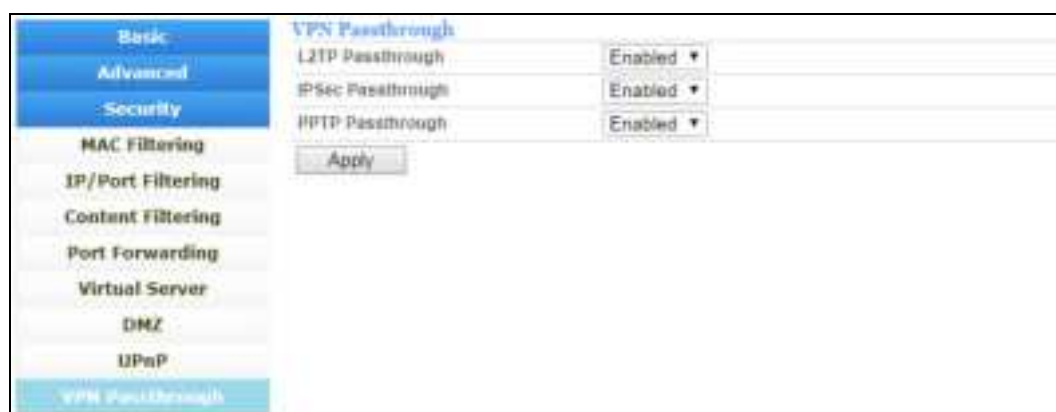 Basic
Advanced
Security
MAC Filtering
IP/Port Filtering
Content Filtering
Port Forwarding
Virtual Server
DMZ
UPnP
VPN Passthrough
VPN Passthrough
L2TP Passthrough Enabled
IPSec Passthrough Enabled
PPTP Passthrough Enabled
Apply